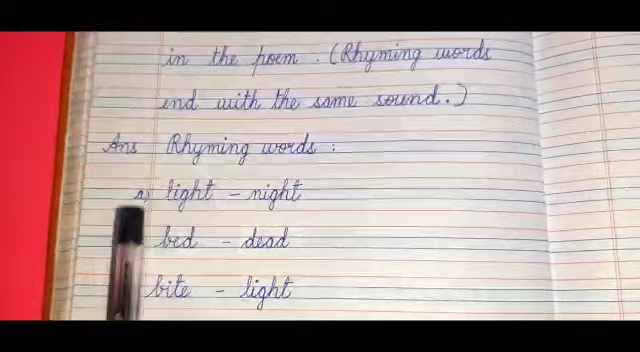 in the poem . (Rhyming words
end with the same sound.)
Ans Rhyming words :
a) light - night
bed - dead
bite - light